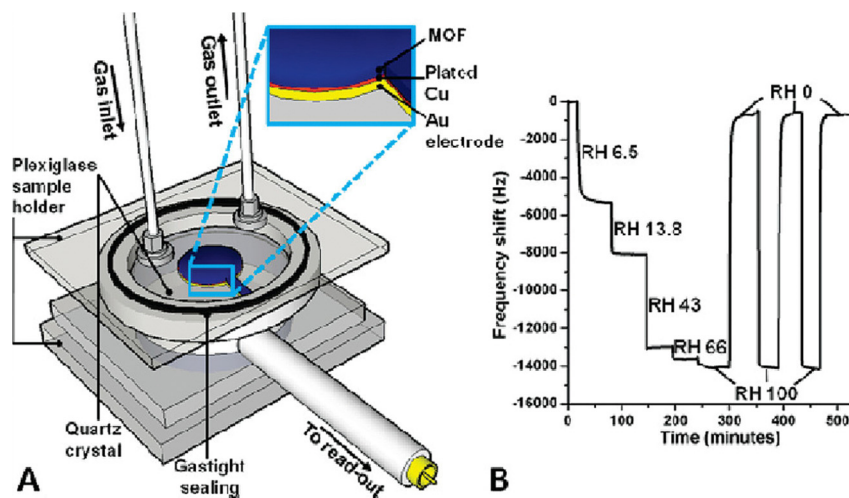 MOF
Plated
Cu
Au
electrode
Gas inlet
Gas outlet
Plexiglass
sample
holder
Quartz
crystal
Gastight
sealing
To read-out
A
0
-2000
-4000
-6000
-8000
-10000
-12000
-14000
-16000
Frequency shift (Hz)
RH 0
RH 6.5
RH 13.8
RH 43
RH 66
RH 100
0
100
200
300
400
500
Time (minutes)
B